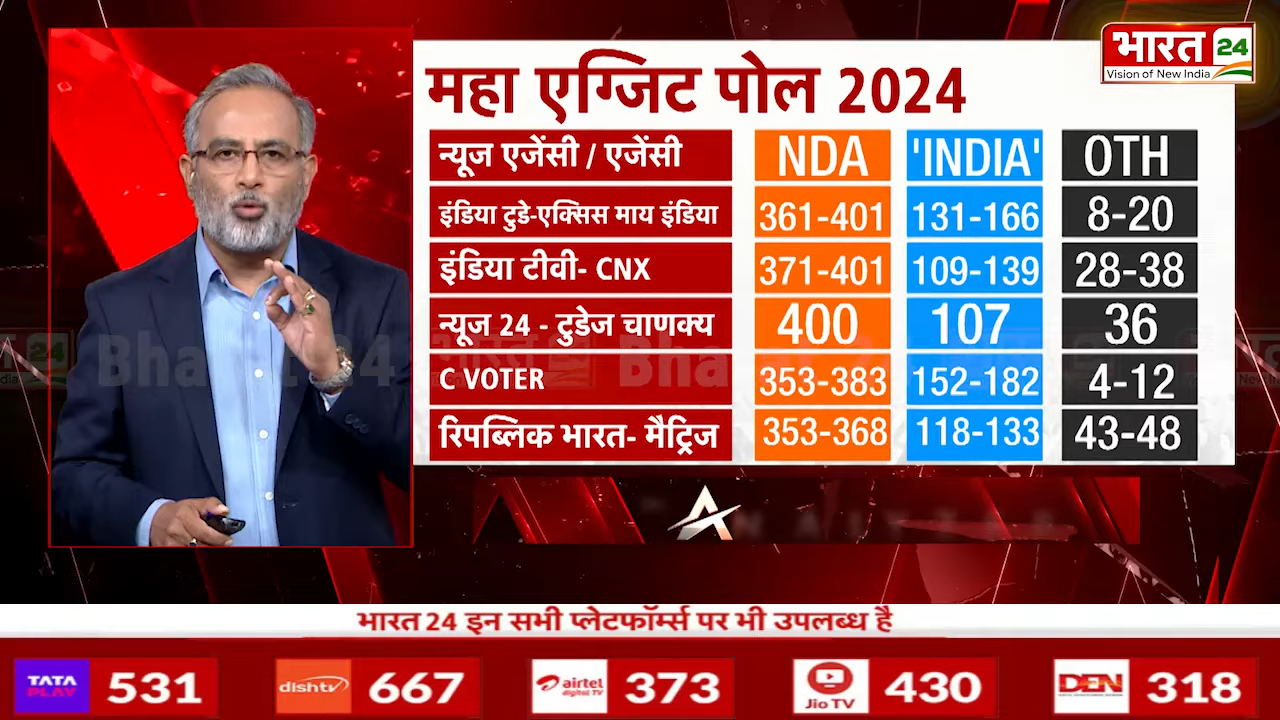 भारत 24
Vision of New India
महा एग्जिट पोल 2024
न्यूज एजेंसी / एजेंसी NDA 'INDIA' OTH
इंडिया टुडे-एक्सिस माय इंडिया 361-401 131-166 8-20
इंडिया टीवी- CNX 371-401 109-139 28-38
न्यूज 24 - टुडेज चाणक्य 400 107 36
C VOTER 353-383 152-182 4-12
रिपब्लिक भारत- मैट्रिज 353-368 118-133 43-48
Bharat 24
भारत 24 इन सभी प्लेटफॉर्म्स पर भी उपलब्ध है
TATA PLAY 531 dishtv 667 airtel digital TV 373 JioTV 430 DEN 318